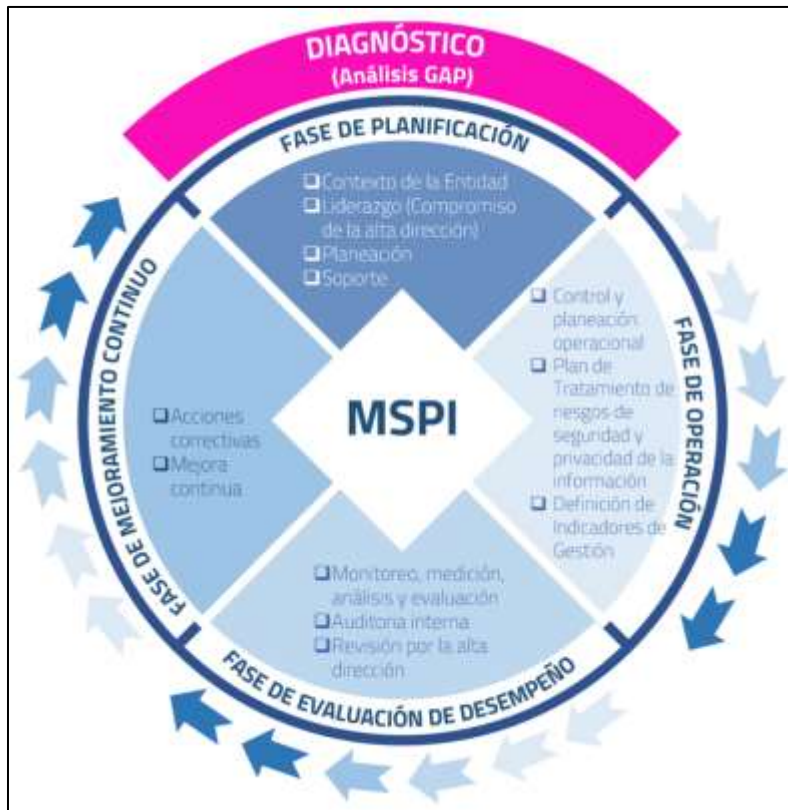 DIAGNÓSTICO
(Análisis GAP)
FASE DE PLANIFICACIÓN
Contexto de la Entidad
Liderazgo (Compromiso
de la alta dirección)
Planeación
Soporte
FASE DE OPERACIÓN
Control y
planeación
operacional
Plan de
Tratamiento de
riesgos de
seguridad y
privacidad de la
información
Definición de
Indicadores de
Gestión
MSPI
FASE DE MEJORAMIENTO CONTINUO
Acciones
correctivas
Mejora
continua
Monitoreo, medición,
análisis y evaluación
Auditoria interna
Revisión por la alta
dirección
FASE DE EVALUACIÓN DE DESEMPEÑO